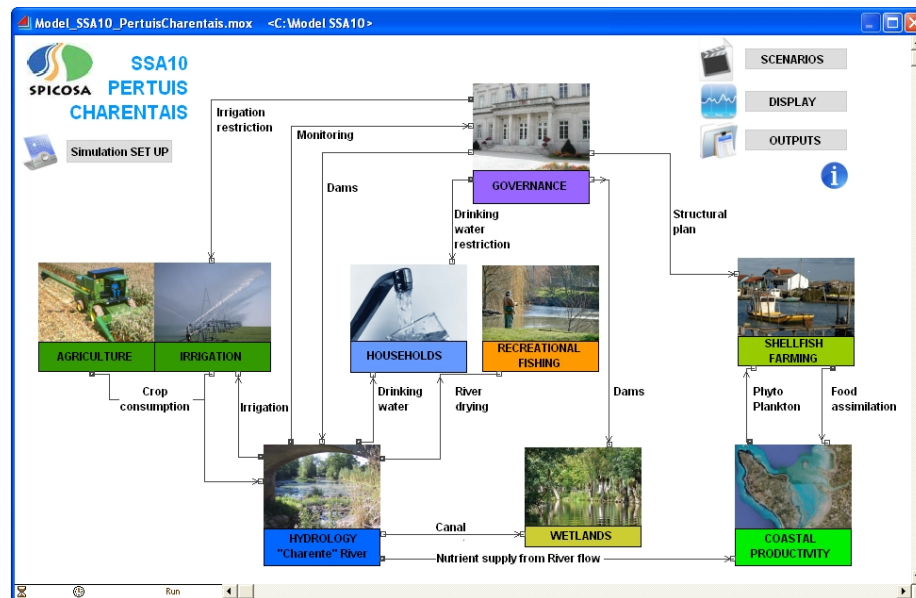 Model_SSA10_PertuisCharentais.mox <C:\Model SSA10>
SPICOSA
SSA10
PERTUIS
CHARENTAIS
Simulation SET UP
SCENARIOS
DISPLAY
OUTPUTS
i
Irrigation
restriction
Monitoring
Dams
GOVERNANCE
Drinking
water
restriction
Structural
plan
AGRICULTURE
IRRIGATION
HOUSEHOLDS
RECREATIONAL
FISHING
SHELLFISH
FARMING
Crop
consumption
Irrigation
Drinking
water
River
drying
Dams
Phyto
Plankton
Food
assimilation
HYDROLOGY
"Charente" River
Canal
WETLANDS
COASTAL
PRODUCTIVITY
Nutrient supply from River flow
Run